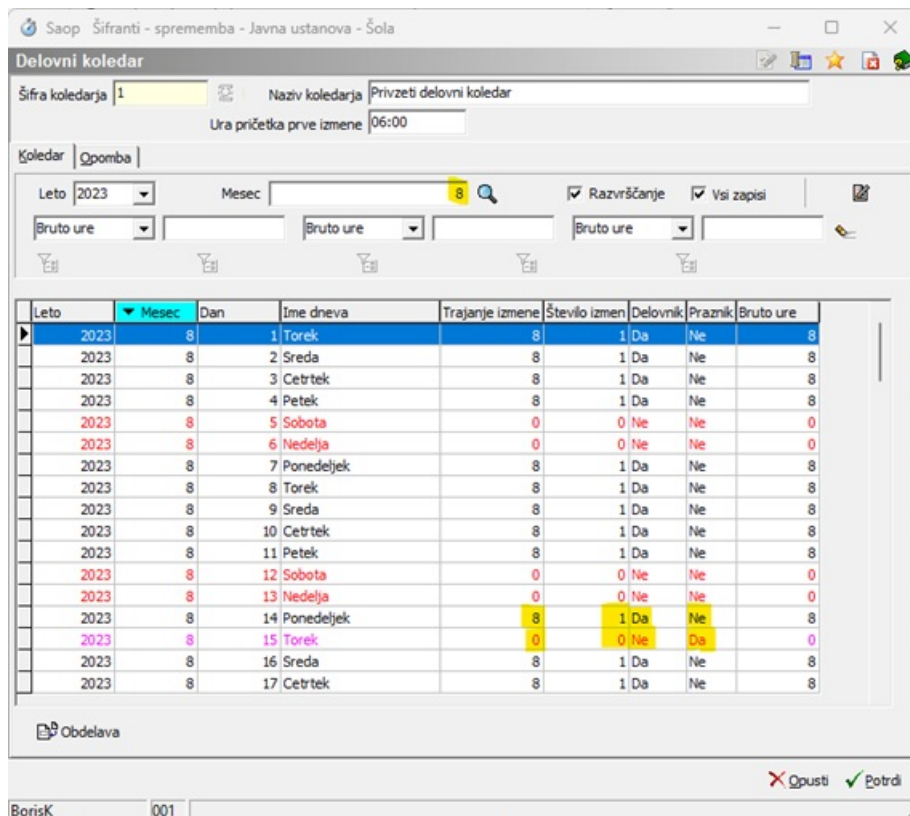 Saop Šifranti - sprememba - Javna ustanova - Šola
Delovni koledar
Šifra koledarja 1 Naziv koledarja Privzeti delovni koledar
Ura pričetka prve izmene 06:00
Koledar Opomba
Leto 2023 Mesec 8 Razvrščanje Vsi zapisi
Bruto ure Bruto ure Bruto ure
Leto Mesec Dan Ime dneva Trajanje izmene Število izmen Delovnik Praznik Bruto ure
2023 8 1 Torek 8 1 Da Ne 8
2023 8 2 Sreda 8 1 Da Ne 8
2023 8 3 Cetrtek 8 1 Da Ne 8
2023 8 4 Petek 8 1 Da Ne 8
2023 8 5 Sobota 0 0 Ne Ne 0
2023 8 6 Nedelja 0 0 Ne Ne 0
2023 8 7 Ponedeljek 8 1 Da Ne 8
2023 8 8 Torek 8 1 Da Ne 8
2023 8 9 Sreda 8 1 Da Ne 8
2023 8 10 Cetrtek 8 1 Da Ne 8
2023 8 11 Petek 8 1 Da Ne 8
2023 8 12 Sobota 0 0 Ne Ne 0
2023 8 13 Nedelja 0 0 Ne Ne 0
2023 8 14 Ponedeljek 8 1 Da Ne 8
2023 8 15 Torek 0 0 Ne Da 0
2023 8 16 Sreda 8 1 Da Ne 8
2023 8 17 Cetrtek 8 1 Da Ne 8
Obdelava
Opusti Potrdi
BorisK 001